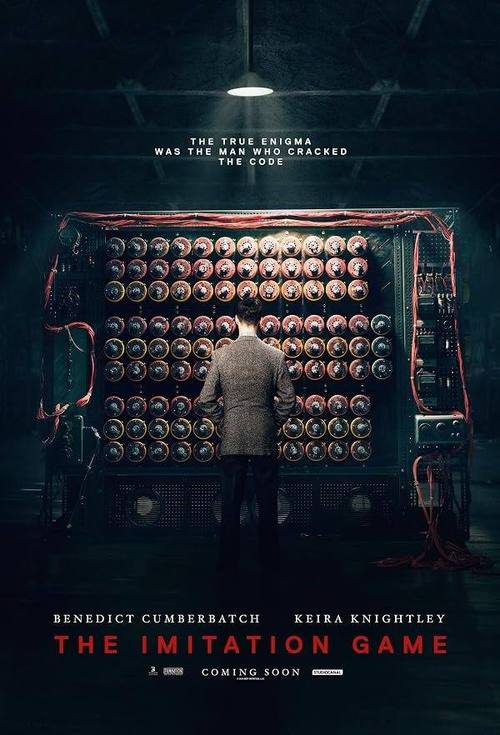 THE TRUE ENIGMA
WAS THE MAN WHO CRACKED
THE CODE
BENEDICT CUMBERBATCH KEIRA KNIGHTLEY
THE IMITATION GAME
COMING SOON STUDIOCANAL